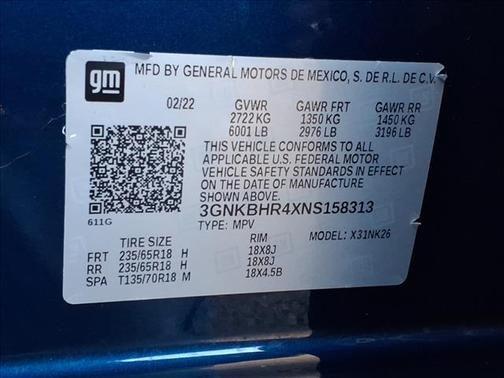 gm
MFD BY GENERAL MOTORS DE MEXICO, S. DE R.L. DE C.V.
02/22 GVWR GAWR FRT GAWR RR
2722 KG 1350 KG 1450 KG
6001 LB 2976 LB 3196 LB
THIS VEHICLE CONFORMS TO ALL
APPLICABLE U.S. FEDERAL MOTOR
VEHICLE SAFETY STANDARDS IN EFFECT
ON THE DATE OF MANUFACTURE
SHOWN ABOVE.
3GNKBHR4XNS158313
611G
TYPE: MPV MODEL: X31NK26
TIRE SIZE RIM
FRT 235/65R18 H 18X8J
RR 235/65R18 H 18X8J
SPA T135/70R18 M 18X4.5B